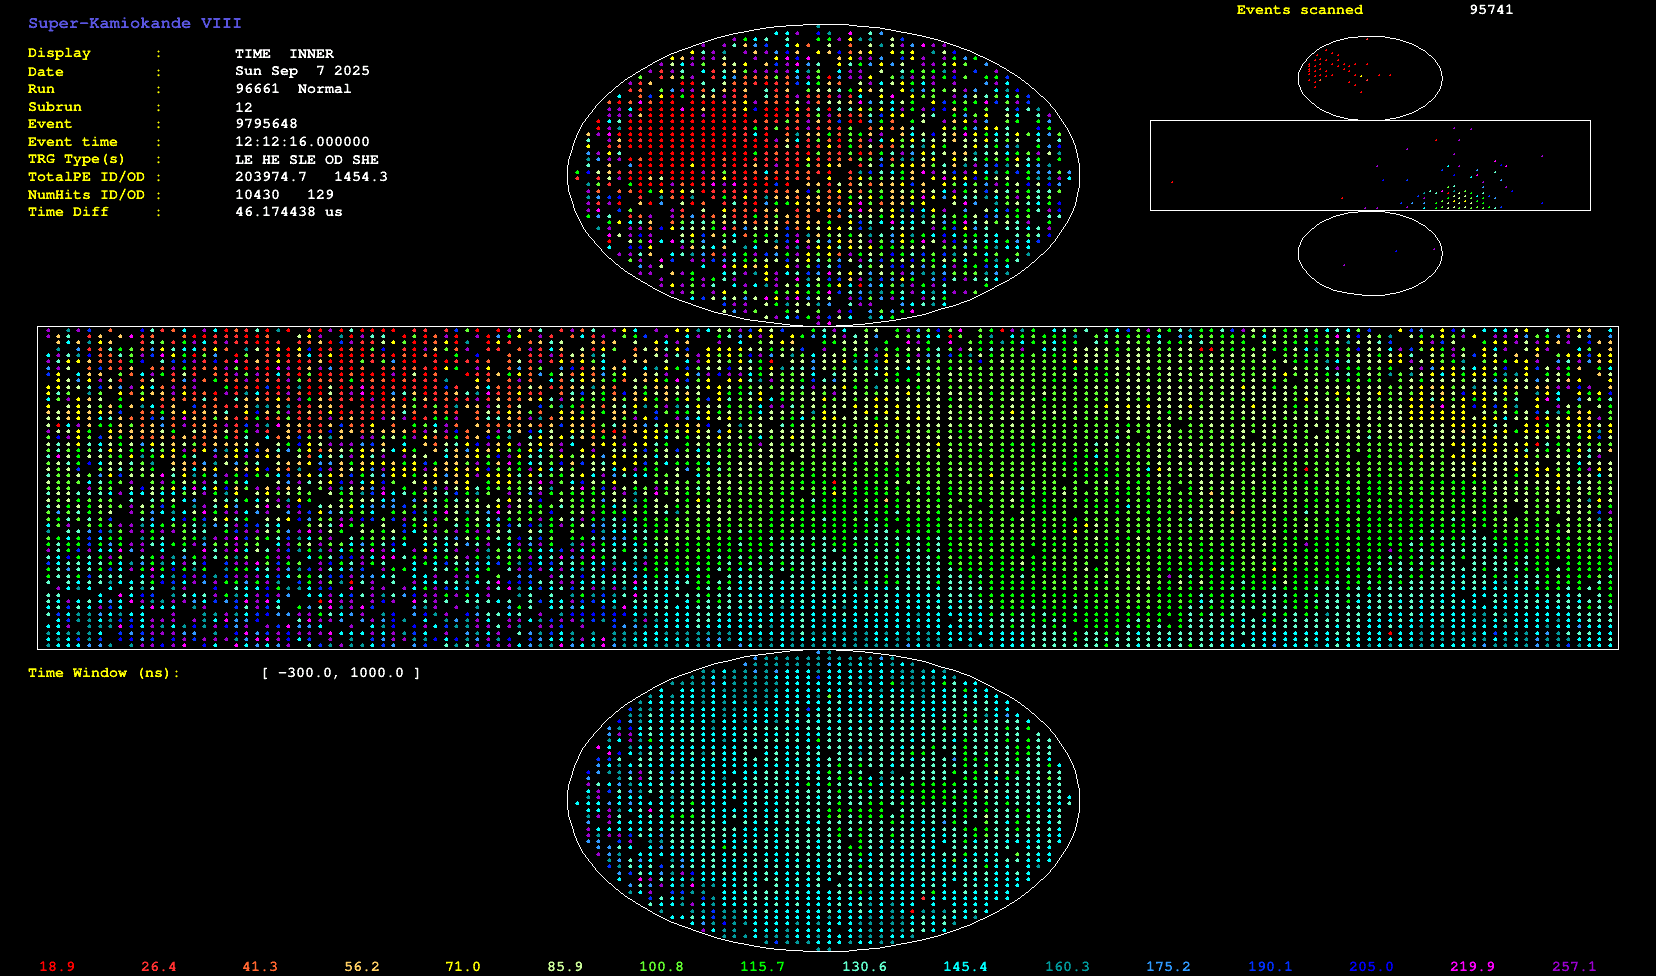 Super-Kamiokande VIII
Events scanned 95741
Display : TIME INNER
Date : Sun Sep 7 2025
Run : 96661 Normal
Subrun : 12
Event : 9795648
Event time : 12:12:16.000000
TRG Type(s) : LE HE SLE OD SHE
TotalPE ID/OD : 203974.7 1454.3
NumHits ID/OD : 10430 129
Time Diff : 46.174438 us
Time Window (ns): [ -300.0, 1000.0 ]
18.9 26.4 41.3 56.2 71.0 85.9 100.8 115.7 130.6 145.4 160.3 175.2 190.1 205.0 219.9 257.1